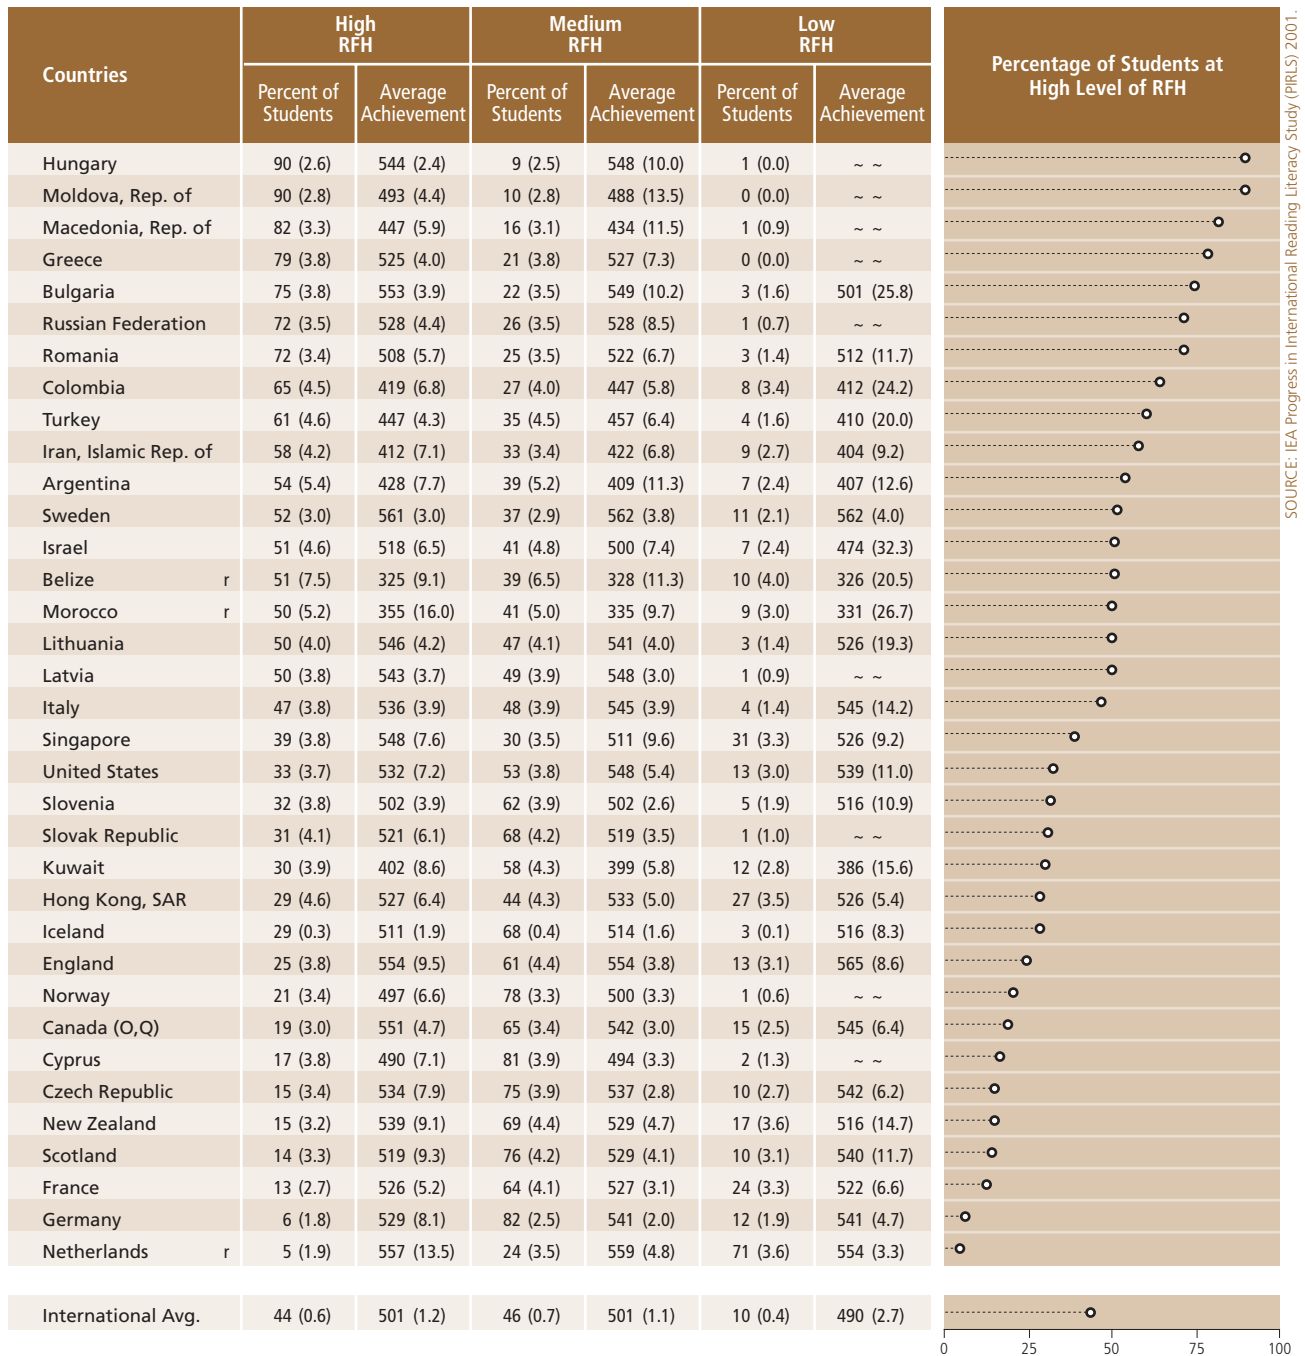 Countries
High
RFH
Medium
RFH
Low
RFH
Percentage of Students at
High Level of RFH
Percent of
Students
Average
Achievement
Percent of
Students
Average
Achievement
Percent of
Students
Average
Achievement
Hungary 90 (2.6) 544 (2.4) 9 (2.5) 548 (10.0) 1 (0.0) ~ ~
Moldova, Rep. of 90 (2.8) 493 (4.4) 10 (2.8) 488 (13.5) 0 (0.0) ~ ~
Macedonia, Rep. of 82 (3.3) 447 (5.9) 16 (3.1) 434 (11.5) 1 (0.9) ~ ~
Greece 79 (3.8) 525 (4.0) 21 (3.8) 527 (7.3) 0 (0.0) ~ ~
Bulgaria 75 (3.8) 553 (3.9) 22 (3.5) 549 (10.2) 3 (1.6) 501 (25.8)
Russian Federation 72 (3.5) 528 (4.4) 26 (3.5) 528 (8.5) 1 (0.7) ~ ~
Romania 72 (3.4) 508 (5.7) 25 (3.5) 522 (6.7) 3 (1.4) 512 (11.7)
Colombia 65 (4.5) 419 (6.8) 27 (4.0) 447 (5.8) 8 (3.4) 412 (24.2)
Turkey 61 (4.6) 447 (4.3) 35 (4.5) 457 (6.4) 4 (1.6) 410 (20.0)
Iran, Islamic Rep. of 58 (4.2) 412 (7.1) 33 (3.4) 422 (6.8) 9 (2.7) 404 (9.2)
Argentina 54 (5.4) 428 (7.7) 39 (5.2) 409 (11.3) 7 (2.4) 407 (12.6)
Sweden 52 (3.0) 561 (3.0) 37 (2.9) 562 (3.8) 11 (2.1) 562 (4.0)
Israel 51 (4.6) 518 (6.5) 41 (4.8) 500 (7.4) 7 (2.4) 474 (32.3)
Belize r 51 (7.5) 325 (9.1) 39 (6.5) 328 (11.3) 10 (4.0) 326 (20.5)
Morocco r 50 (5.2) 355 (16.0) 41 (5.0) 335 (9.7) 9 (3.0) 331 (26.7)
Lithuania 50 (4.0) 546 (4.2) 47 (4.1) 541 (4.0) 3 (1.4) 526 (19.3)
Latvia 50 (3.8) 543 (3.7) 49 (3.9) 548 (3.0) 1 (0.9) ~ ~
Italy 47 (3.8) 536 (3.9) 48 (3.9) 545 (3.9) 4 (1.4) 545 (14.2)
Singapore 39 (3.8) 548 (7.6) 30 (3.5) 511 (9.6) 31 (3.3) 526 (9.2)
United States 33 (3.7) 532 (7.2) 53 (3.8) 548 (5.4) 13 (3.0) 539 (11.0)
Slovenia 32 (3.8) 502 (3.9) 62 (3.9) 502 (2.6) 5 (1.9) 516 (10.9)
Slovak Republic 31 (4.1) 521 (6.1) 68 (4.2) 519 (3.5) 1 (1.0) ~ ~
Kuwait 30 (3.9) 402 (8.6) 58 (4.3) 399 (5.8) 12 (2.8) 386 (15.6)
Hong Kong, SAR 29 (4.6) 527 (6.4) 44 (4.3) 533 (5.0) 27 (3.5) 526 (5.4)
Iceland 29 (0.3) 511 (1.9) 68 (0.4) 514 (1.6) 3 (0.1) 516 (8.3)
England 25 (3.8) 554 (9.5) 61 (4.4) 554 (3.8) 13 (3.1) 565 (8.6)
Norway 21 (3.4) 497 (6.6) 78 (3.3) 500 (3.3) 1 (0.6) ~ ~
Canada (O,Q) 19 (3.0) 551 (4.7) 65 (3.4) 542 (3.0) 15 (2.5) 545 (6.4)
Cyprus 17 (3.8) 490 (7.1) 81 (3.9) 494 (3.3) 2 (1.3) ~ ~
Czech Republic 15 (3.4) 534 (7.9) 75 (3.9) 537 (2.8) 10 (2.7) 542 (6.2)
New Zealand 15 (3.2) 539 (9.1) 69 (4.4) 529 (4.7) 17 (3.6) 516 (14.7)
Scotland 14 (3.3) 519 (9.3) 76 (4.2) 529 (4.1) 10 (3.1) 540 (11.7)
France 13 (2.7) 526 (5.2) 64 (4.1) 527 (3.1) 24 (3.3) 522 (6.6)
Germany 6 (1.8) 529 (8.1) 82 (2.5) 541 (2.0) 12 (1.9) 541 (4.7)
Netherlands r 5 (1.9) 557 (13.5) 24 (3.5) 559 (4.8) 71 (3.6) 554 (3.3)
International Avg. 44 (0.6) 501 (1.2) 46 (0.7) 501 (1.1) 10 (0.4) 490 (2.7)
0 25 50 75 100
SOURCE: IEA Progress in International Reading Literacy Study (PIRLS) 2001.